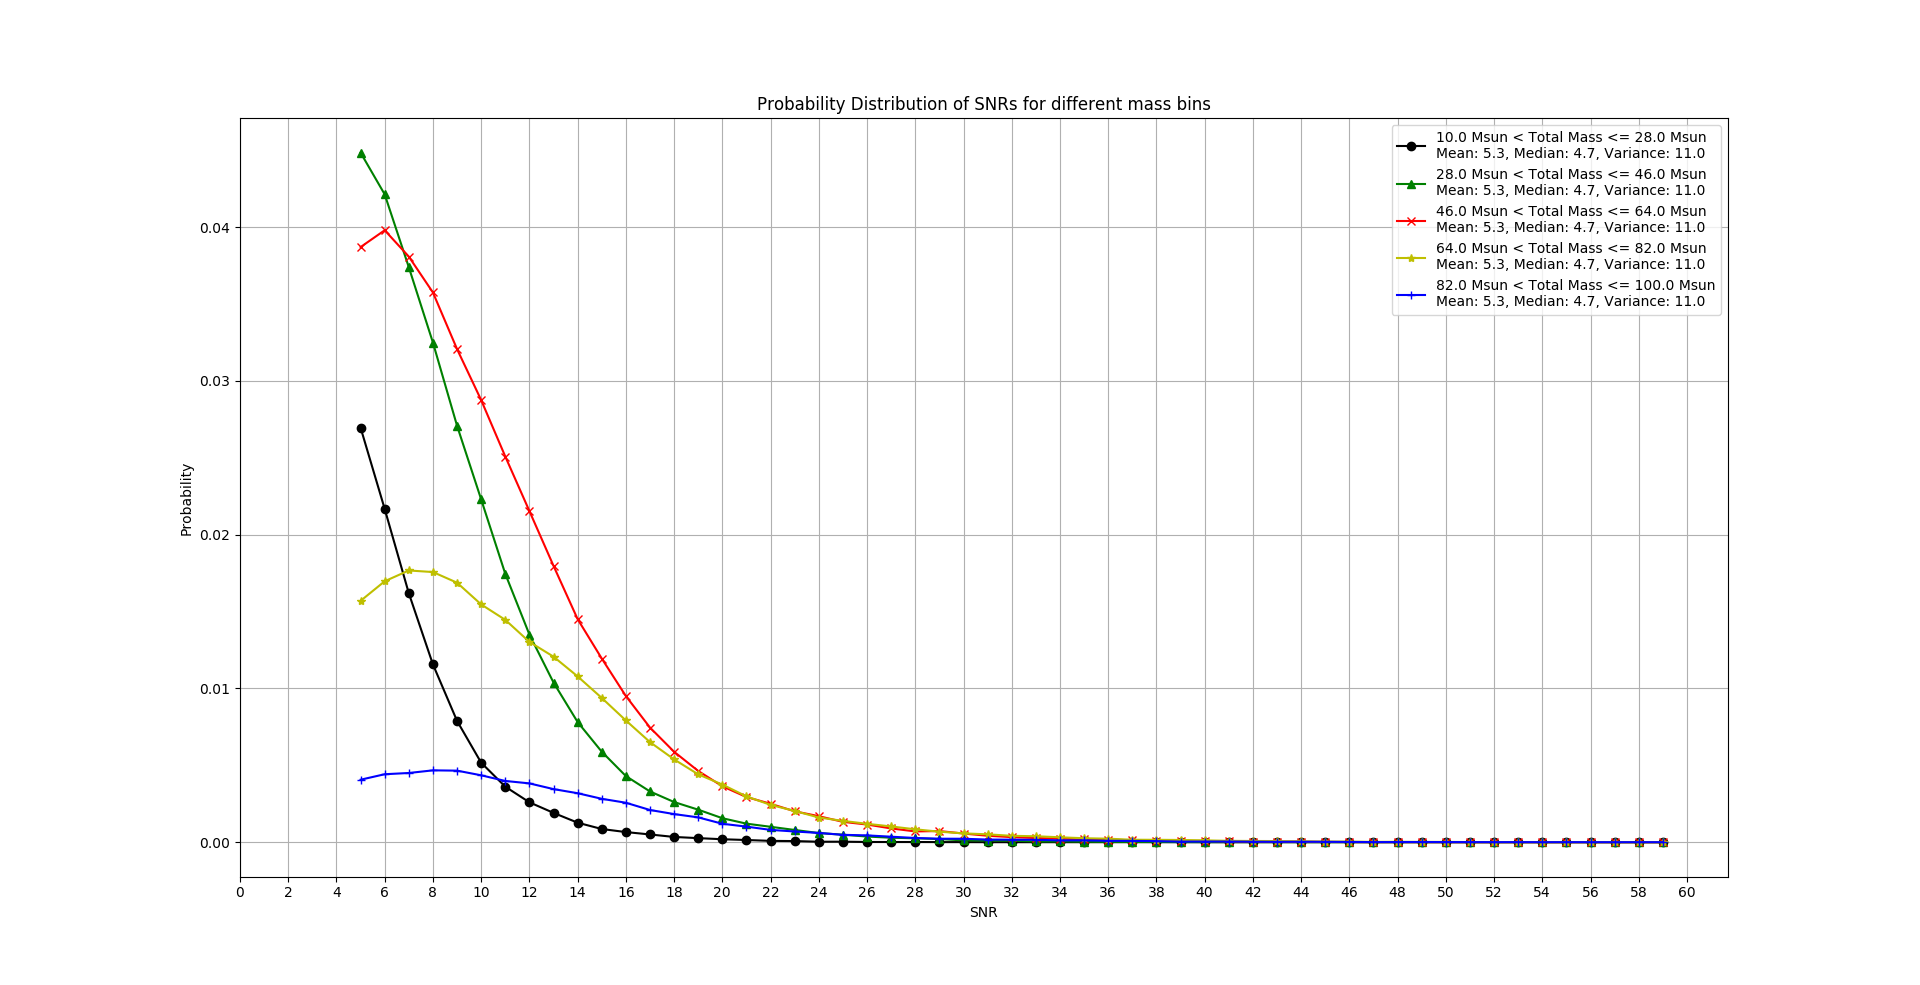 Probability Distribution of SNRs for different mass bins
10.0 Msun < Total Mass <= 28.0 Msun
Mean: 5.3, Median: 4.7, Variance: 11.0
28.0 Msun < Total Mass <= 46.0 Msun
Mean: 5.3, Median: 4.7, Variance: 11.0
46.0 Msun < Total Mass <= 64.0 Msun
Mean: 5.3, Median: 4.7, Variance: 11.0
64.0 Msun < Total Mass <= 82.0 Msun
Mean: 5.3, Median: 4.7, Variance: 11.0
82.0 Msun < Total Mass <= 100.0 Msun
Mean: 5.3, Median: 4.7, Variance: 11.0
Probability
0.04
0.03
0.02
0.01
0.00
0 2 4 6 8 10 12 14 16 18 20 22 24 26 28 30 32 34 36 38 40 42 44 46 48 50 52 54 56 58 60
SNR